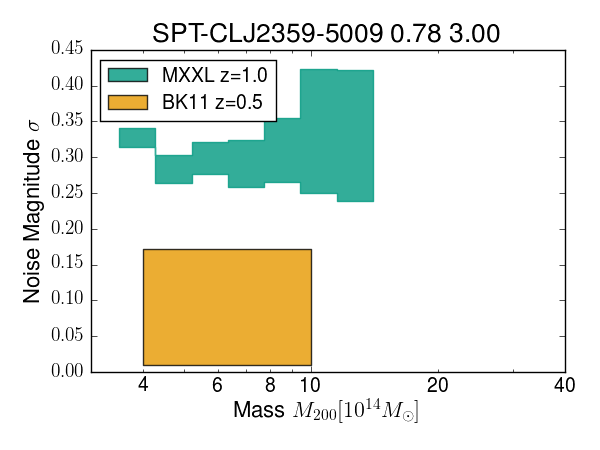 SPT-CLJ2359-5009 0.78 3.00
0.45
0.40
0.35
0.30
0.25
0.20
0.15
0.10
0.05
0.00
Noise Magnitude σ
MXXL z=1.0
BK11 z=0.5
4 6 8 10 20 40
Mass M₂₀₀[10¹⁴M⊙]